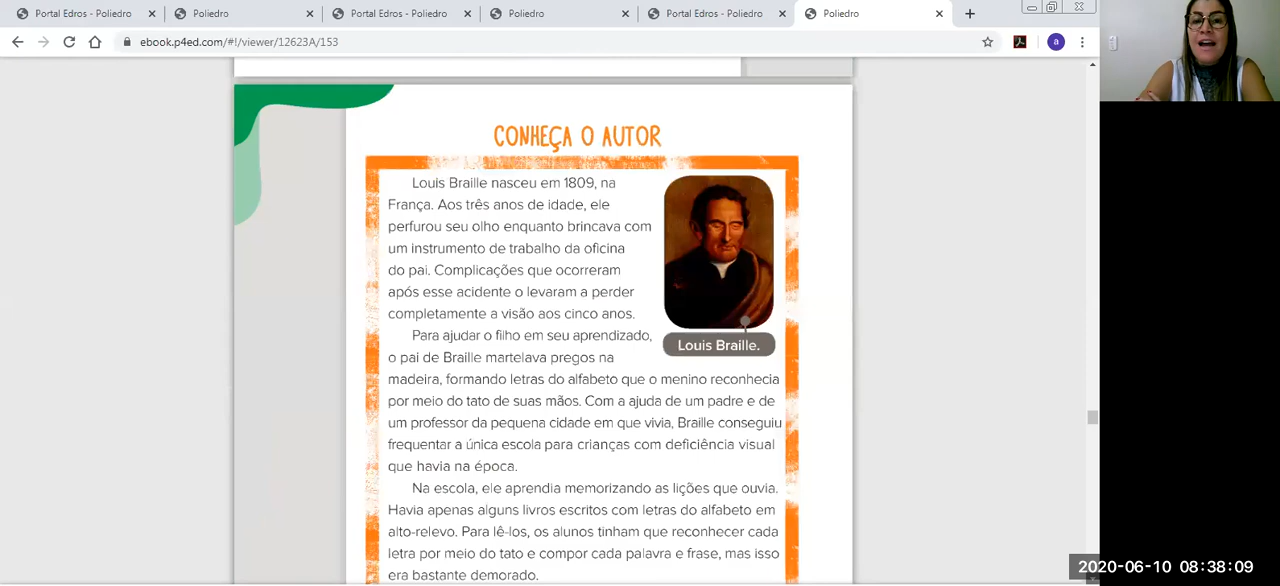 Portal Edros - Poliedro
Poliedro
Portal Edros - Poliedro
Poliedro
Portal Edros - Poliedro
Poliedro
ebook.p4ed.com/#!/viewer/12623A/153
a
CONHEÇA O AUTOR
Louis Braille nasceu em 1809, na
França. Aos três anos de idade, ele
perfurou seu olho enquanto brincava com
um instrumento de trabalho da oficina
do pai. Complicações que ocorreram
após esse acidente o levaram a perder
completamente a visão aos cinco anos.
Para ajudar o filho em seu aprendizado,
o pai de Braille martelava pregos na
Louis Braille.
madeira, formando letras do alfabeto que o menino reconhecia
por meio do tato de suas mãos. Com a ajuda de um padre e de
um professor da pequena cidade em que vivia, Braille conseguiu
frequentar a única escola para crianças com deficiência visual
que havia na época.
Na escola, ele aprendia memorizando as lições que ouvia.
Havia apenas alguns livros escritos com letras do alfabeto em
alto-relevo. Para lê-los, os alunos tinham que reconhecer cada
letra por meio do tato e compor cada palavra e frase, mas isso
era bastante demorado.
2020-06-10 08:38:09